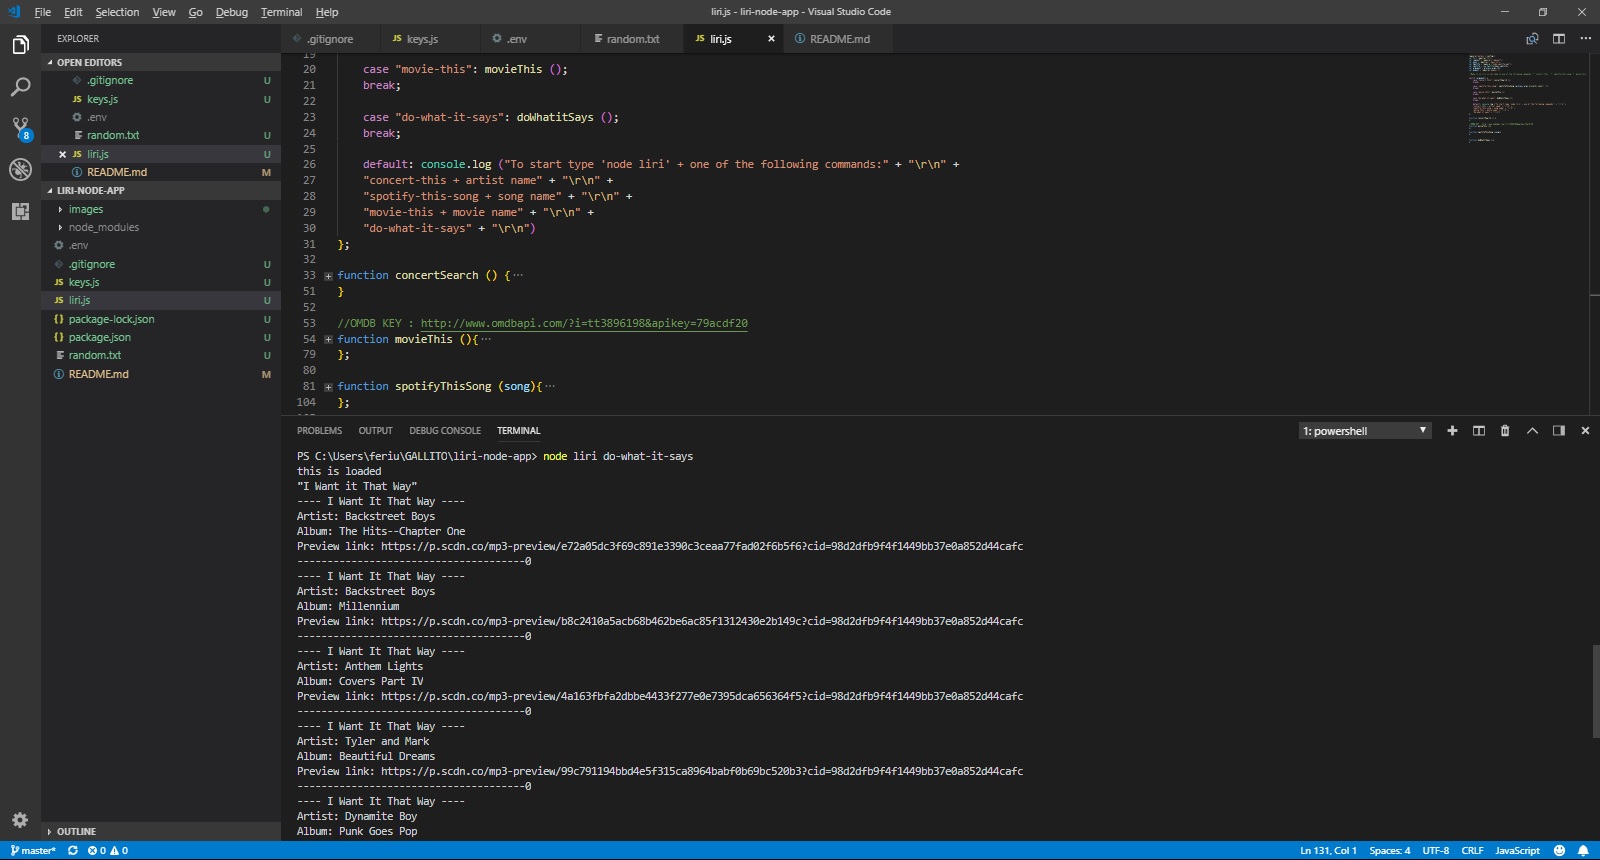 File Edit Selection View Go Debug Terminal Help
liri.js - liri-node-app - Visual Studio Code
EXPLORER
OPEN EDITORS
.gitignore U
JS keys.js U
.env
random.txt U
JS liri.js U
README.md M
LIRI-NODE-APP
images
node_modules
.env
.gitignore U
JS keys.js U
JS liri.js U
{} package-lock.json U
{} package.json U
random.txt U
README.md M
OUTLINE
8
.gitignore JS keys.js .env random.txt JS liri.js README.md
19
20 case "movie-this": movieThis ();
21 break;
22
23 case "do-what-it-says": doWhatitSays ();
24 break;
25
26 default: console.log ("To start type 'node liri' + one of the following commands:" + "\r\n" +
27 "concert-this + artist name" + "\r\n" +
28 "spotify-this-song + song name" + "\r\n" +
29 "movie-this + movie name" + "\r\n" +
30 "do-what-it-says" + "\r\n")
31 };
32
33 function concertSearch () {···
51 }
52
53 //OMDB KEY : http://www.omdbapi.com/?i=tt3896198&apikey=79acdf20
54 function movieThis (){···
79 };
80
81 function spotifyThisSong (song){···
104 };
PROBLEMS OUTPUT DEBUG CONSOLE TERMINAL
1: powershell
PS C:\Users\feriu\GALLITO\liri-node-app> node liri do-what-it-says
this is loaded
"I Want it That Way"
---- I Want It That Way ----
Artist: Backstreet Boys
Album: The Hits--Chapter One
Preview link: https://p.scdn.co/mp3-preview/e72a05dc3f69c891e3390c3ceaa77fad02f6b5f6?cid=98d2dfb9f4f1449bb37e0a852d44cafc
--------------------------------------0
---- I Want It That Way ----
Artist: Backstreet Boys
Album: Millennium
Preview link: https://p.scdn.co/mp3-preview/b8c2410a5acb68b462be6ac85f1312430e2b149c?cid=98d2dfb9f4f1449bb37e0a852d44cafc
--------------------------------------0
---- I Want It That Way ----
Artist: Anthem Lights
Album: Covers Part IV
Preview link: https://p.scdn.co/mp3-preview/4a163fbfa2dbbe4433f277e0e7395dca656364f5?cid=98d2dfb9f4f1449bb37e0a852d44cafc
--------------------------------------0
---- I Want It That Way ----
Artist: Tyler and Mark
Album: Beautiful Dreams
Preview link: https://p.scdn.co/mp3-preview/99c791194bbd4e5f315ca8964babf0b69bc520b3?cid=98d2dfb9f4f1449bb37e0a852d44cafc
--------------------------------------0
---- I Want It That Way ----
Artist: Dynamite Boy
Album: Punk Goes Pop
master* 0 0
Ln 131, Col 1 Spaces: 4 UTF-8 CRLF JavaScript